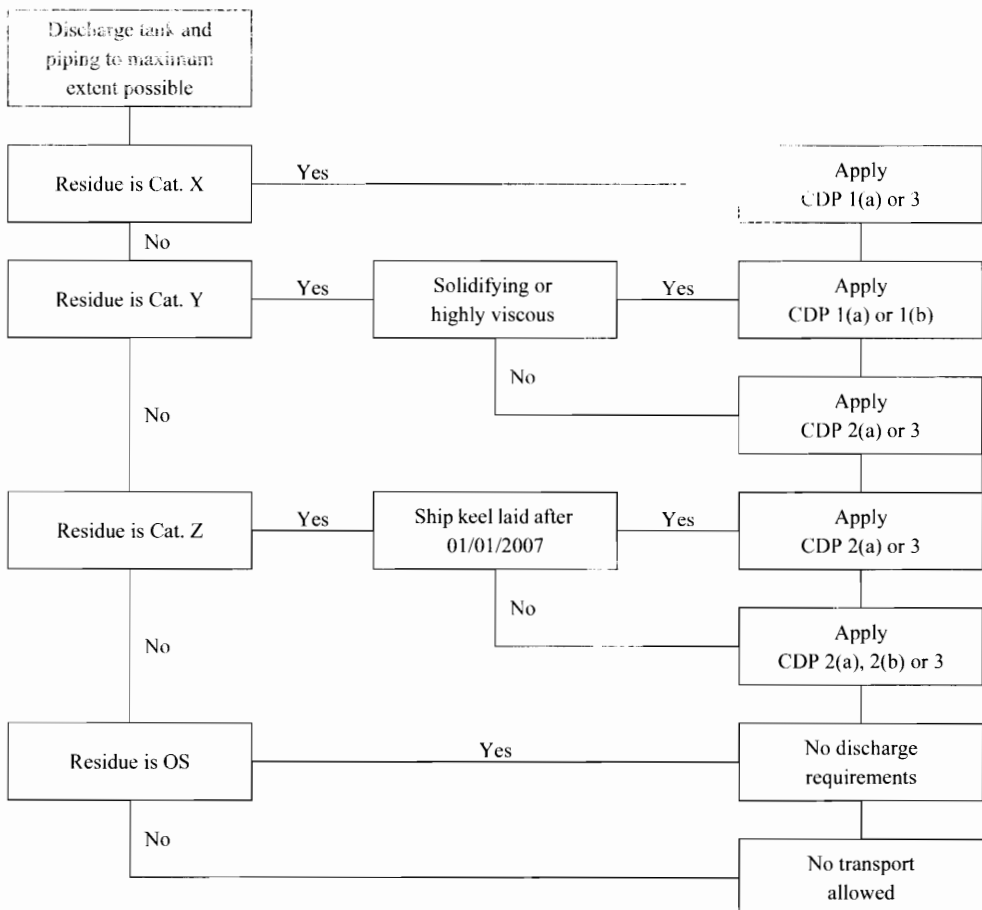 Discharge tank and
piping to maximum
extent possible
Residue is Cat. X
Yes
Apply
CDP 1(a) or 3
No
Residue is Cat. Y
Yes
Solidifying or
highly viscous
Yes
Apply
CDP 1(a) or 1(b)
No
Apply
CDP 2(a) or 3
No
Residue is Cat. Z
Yes
Ship keel laid after
01/01/2007
Yes
Apply
CDP 2(a) or 3
No
Apply
CDP 2(a), 2(b) or 3
No
Residue is OS
Yes
No discharge
requirements
No
No transport
allowed